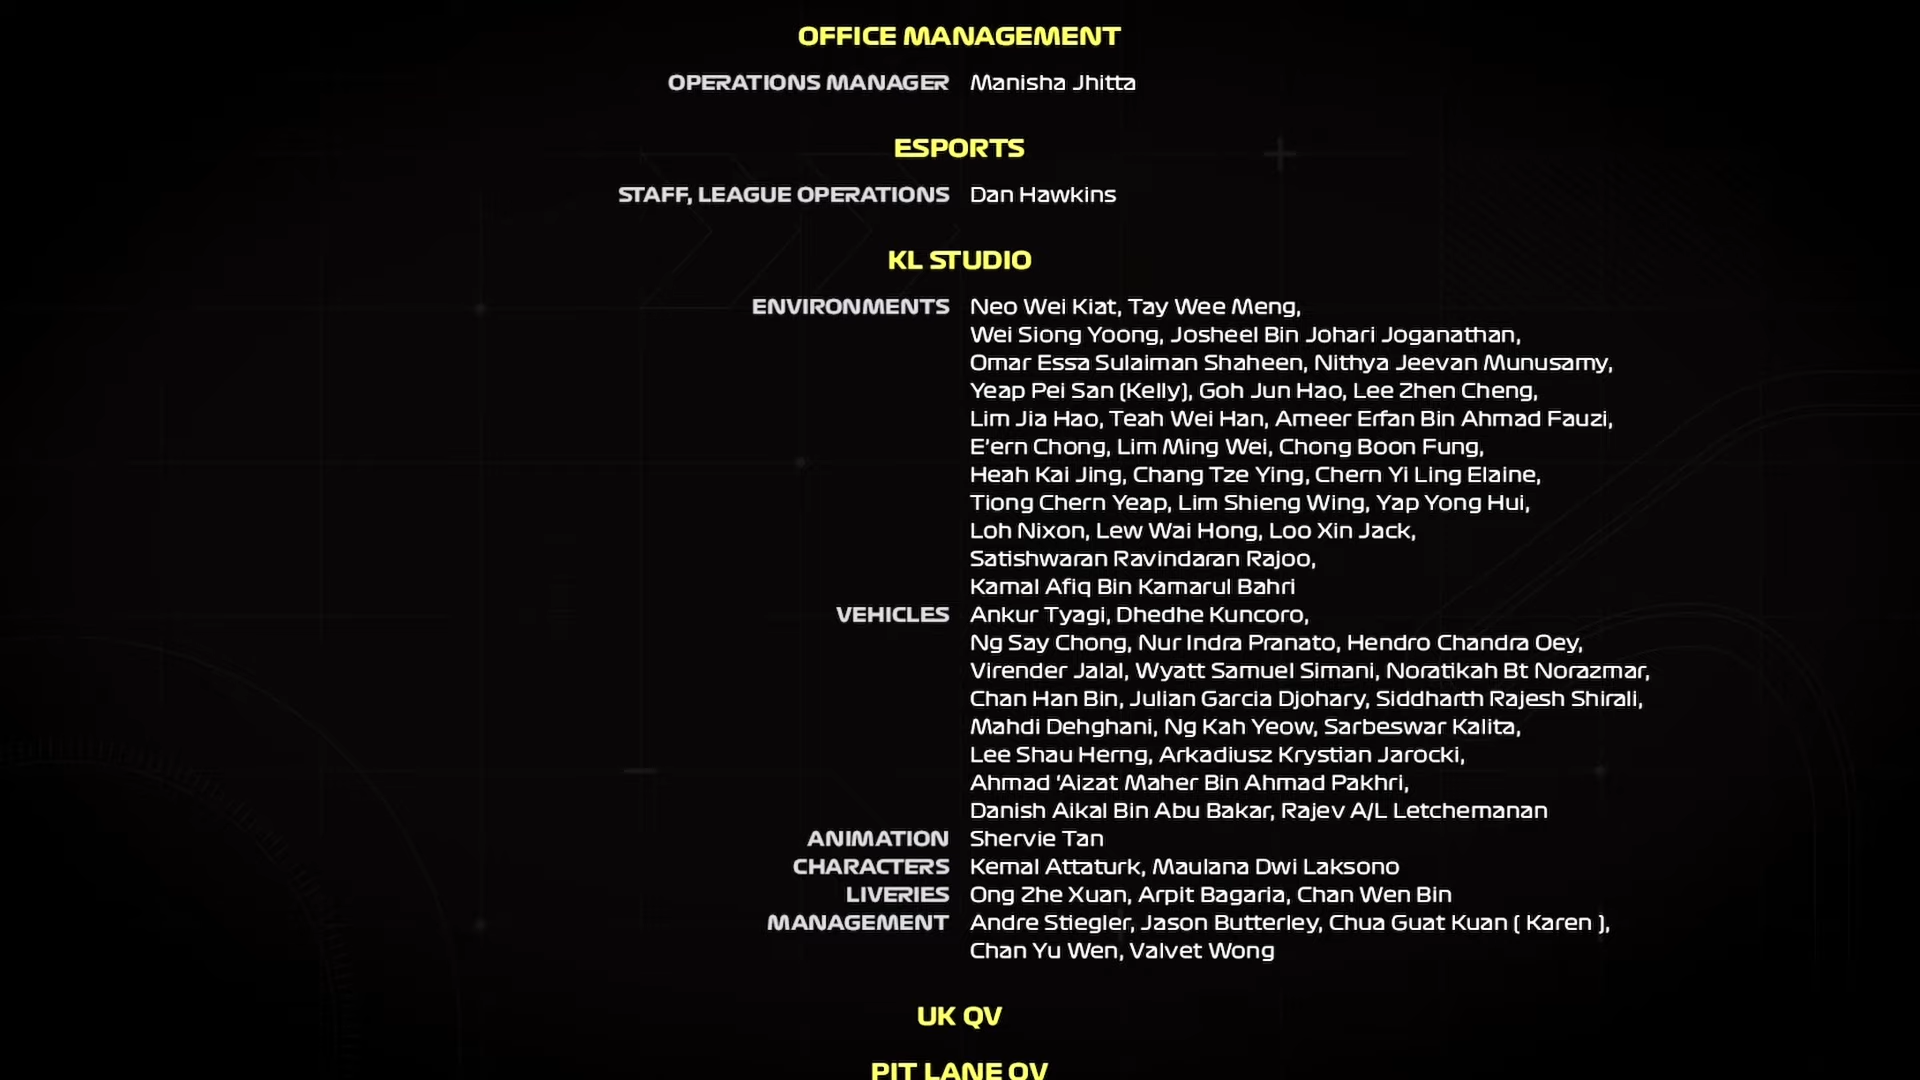 OFFICE MANAGEMENT
OPERATIONS MANAGER Manisha Jhitta
ESPORTS
STAFF, LEAGUE OPERATIONS Dan Hawkins
KL STUDIO
ENVIRONMENTS Neo Wei Kiat, Tay Wee Meng,
Wei Siong Yoong, Josheel Bin Johari Joganathan,
Omar Essa Sulaiman Shaheen, Nithya Jeevan Munusamy,
Yeap Pei San (Kelly), Goh Jun Hao, Lee Zhen Cheng,
Lim Jia Hao, Teah Wei Han, Ameer Erfan Bin Ahmad Fauzi,
E'ern Chong, Lim Ming Wei, Chong Boon Fung,
Heah Kai Jing, Chang Tze Ying, Chern Yi Ling Elaine,
Tiong Chern Yeap, Lim Shieng Wing, Yap Yong Hui,
Loh Nixon, Lew Wai Hong, Loo Xin Jack,
Satishwaran Ravindaran Rajoo,
Kamal Afiq Bin Kamarul Bahri
VEHICLES Ankur Tyagi, Dhedhe Kuncoro,
Ng Say Chong, Nur Indra Pranato, Hendro Chandra Oey,
Virender Jalal, Wyatt Samuel Simani, Noratikah Bt Norazmar,
Chan Han Bin, Julian Garcia Djohary, Siddharth Rajesh Shirali,
Mahdi Dehghani, Ng Kah Yeow, Sarbeswar Kalita,
Lee Shau Herng, Arkadiusz Krystian Jarocki,
Ahmad 'Aizat Maher Bin Ahmad Pakhri,
Danish Aikal Bin Abu Bakar, Rajev A/L Letchemanan
ANIMATION Shervie Tan
CHARACTERS Kemal Attaturk, Maulana Dwi Laksono
LIVERIES Ong Zhe Xuan, Arpit Bagaria, Chan Wen Bin
MANAGEMENT Andre Stiegler, Jason Butterley, Chua Guat Kuan ( Karen ),
Chan Yu Wen, Valvet Wong
UK QV
PIT LANE QV